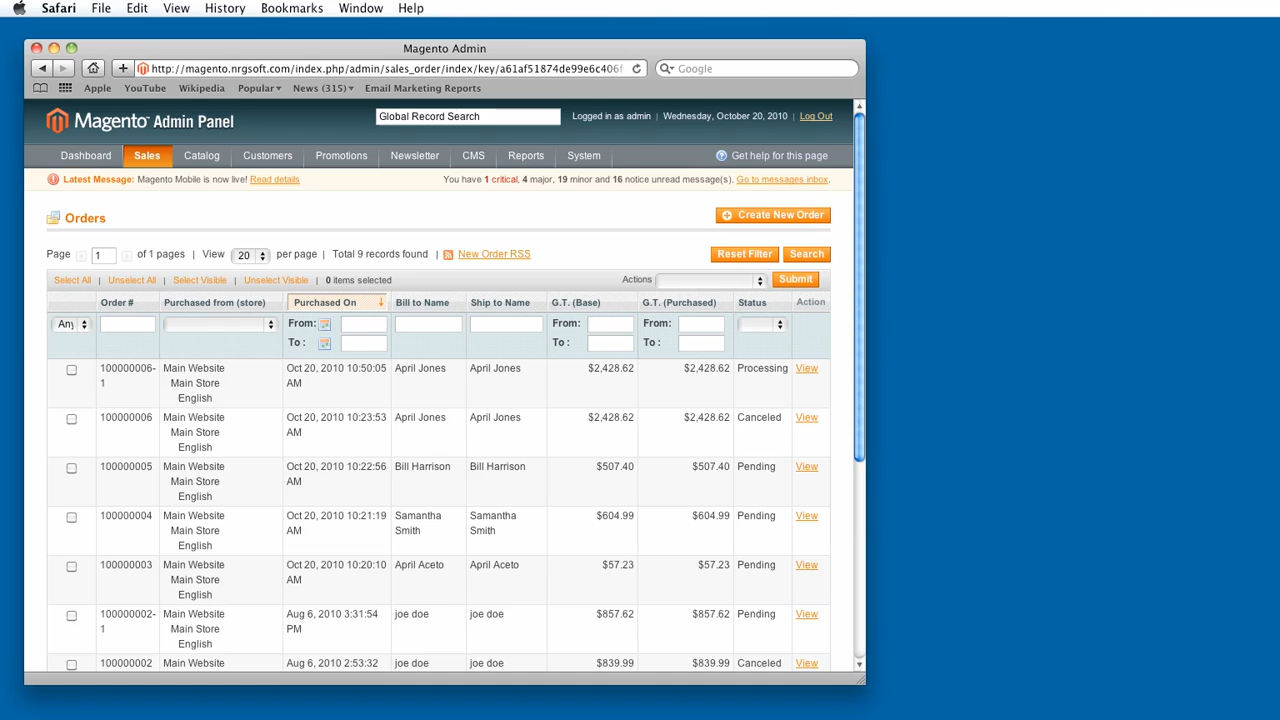 Safari File Edit View History Bookmarks Window Help
Magento Admin
http://magento.nrgsoft.com/index.php/admin/sales_order/index/key/a61af51874de99e6c406f Google
Apple YouTube Wikipedia Popular News (315) Email Marketing Reports
Magento™ Admin Panel Global Record Search Logged in as admin | Wednesday, October 20, 2010 | Log Out
Dashboard Sales Catalog Customers Promotions Newsletter CMS Reports System Get help for this page
Latest Message: Magento Mobile is now live! Read details You have 1 critical, 4 major, 19 minor and 16 notice unread message(s). Go to messages inbox.
Orders Create New Order
Page 1 of 1 pages | View 20 per page | Total 9 records found | New Order RSS Reset Filter Search
Select All | Unselect All | Select Visible | Unselect Visible | 0 items selected Actions Submit
Order # Purchased from (store) Purchased On Bill to Name Ship to Name G.T. (Base) G.T. (Purchased) Status Action
Any From: From: From:
To : To : To :
100000006- Main Website Oct 20, 2010 10:50:05 April Jones April Jones $2,428.62 $2,428.62 Processing View
1 Main Store AM
English
100000006 Main Website Oct 20, 2010 10:23:53 April Jones April Jones $2,428.62 $2,428.62 Canceled View
Main Store AM
English
100000005 Main Website Oct 20, 2010 10:22:56 Bill Harrison Bill Harrison $507.40 $507.40 Pending View
Main Store AM
English
100000004 Main Website Oct 20, 2010 10:21:19 Samantha Samantha $604.99 $604.99 Pending View
Main Store AM Smith Smith
English
100000003 Main Website Oct 20, 2010 10:20:10 April Aceto April Aceto $57.23 $57.23 Pending View
Main Store AM
English
100000002- Main Website Aug 6, 2010 3:31:54 joe doe joe doe $857.62 $857.62 Pending View
1 Main Store PM
English
100000002 Main Website Aug 6, 2010 2:53:32 joe doe joe doe $839.99 $839.99 Canceled View